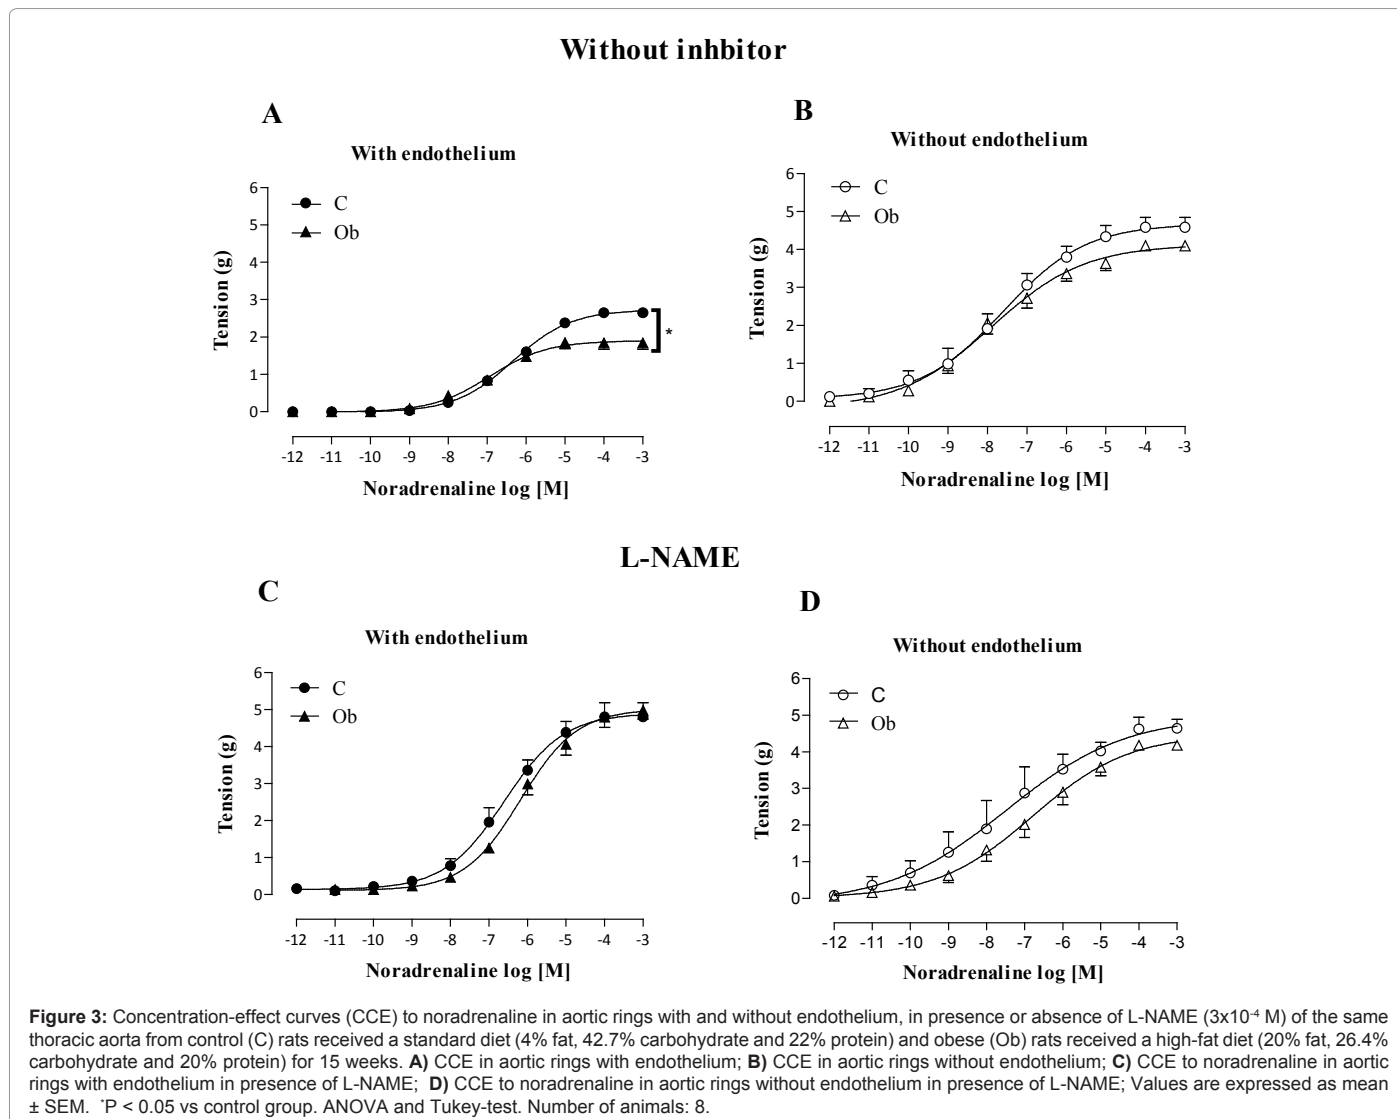 Without inhbitor
A
With endothelium
C
Ob
6
5
4
3
2
1
0
Tension (g)
*
-12 -11 -10 -9 -8 -7 -6 -5 -4 -3
Noradrenaline log [M]
B
Without endothelium
C
Ob
6
5
4
3
2
1
0
Tension (g)
-12 -11 -10 -9 -8 -7 -6 -5 -4 -3
Noradrenaline log [M]
L-NAME
C
With endothelium
C
Ob
6
5
4
3
2
1
0
Tension (g)
-12 -11 -10 -9 -8 -7 -6 -5 -4 -3
Noradrenaline log [M]
D
Without endothelium
C
Ob
6
5
4
3
2
1
0
Tension (g)
-12 -11 -10 -9 -8 -7 -6 -5 -4 -3
Noradrenaline log [M]
Figure 3: Concentration-effect curves (CCE) to noradrenaline in aortic rings with and without endothelium, in presence or absence of L-NAME (3x10⁻⁴ M) of the same
thoracic aorta from control (C) rats received a standard diet (4% fat, 42.7% carbohydrate and 22% protein) and obese (Ob) rats received a high-fat diet (20% fat, 26.4%
carbohydrate and 20% protein) for 15 weeks. A) CCE in aortic rings with endothelium; B) CCE in aortic rings without endothelium; C) CCE to noradrenaline in aortic
rings with endothelium in presence of L-NAME; D) CCE to noradrenaline in aortic rings without endothelium in presence of L-NAME; Values are expressed as mean
± SEM. *P < 0.05 vs control group. ANOVA and Tukey-test. Number of animals: 8.